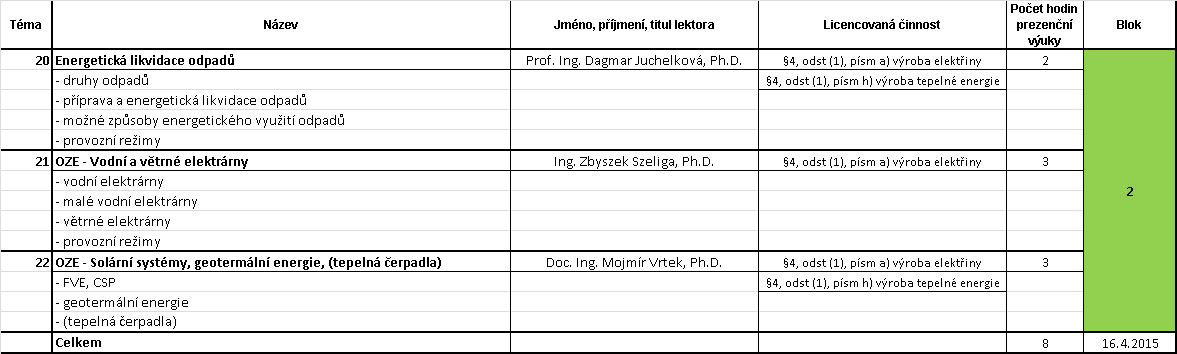 Téma Název Jméno, příjmení, titul lektora Licencovaná činnost Počet hodin prezenční výuky Blok
20 Energetická likvidace odpadů Prof. Ing. Dagmar Juchelková, Ph.D. §4, odst (1), písm a) výroba elektřiny 2
- druhy odpadů §4, odst (1), písm h) výroba tepelné energie
- příprava a energetická likvidace odpadů
- možné způsoby energetického využití odpadů
- provozní režimy
21 OZE - Vodní a větrné elektrárny Ing. Zbyszek Szeliga, Ph.D. §4, odst (1), písm a) výroba elektřiny 3
- vodní elektrárny
- malé vodní elektrárny 2
- větrné elektrárny
- provozní režimy
22 OZE - Solární systémy, geotermální energie, (tepelná čerpadla) Doc. Ing. Mojmír Vrtek, Ph.D. §4, odst (1), písm a) výroba elektřiny 3
- FVE, CSP §4, odst (1), písm h) výroba tepelné energie
- geotermální energie
- (tepelná čerpadla)
Celkem 8 16.4.2015